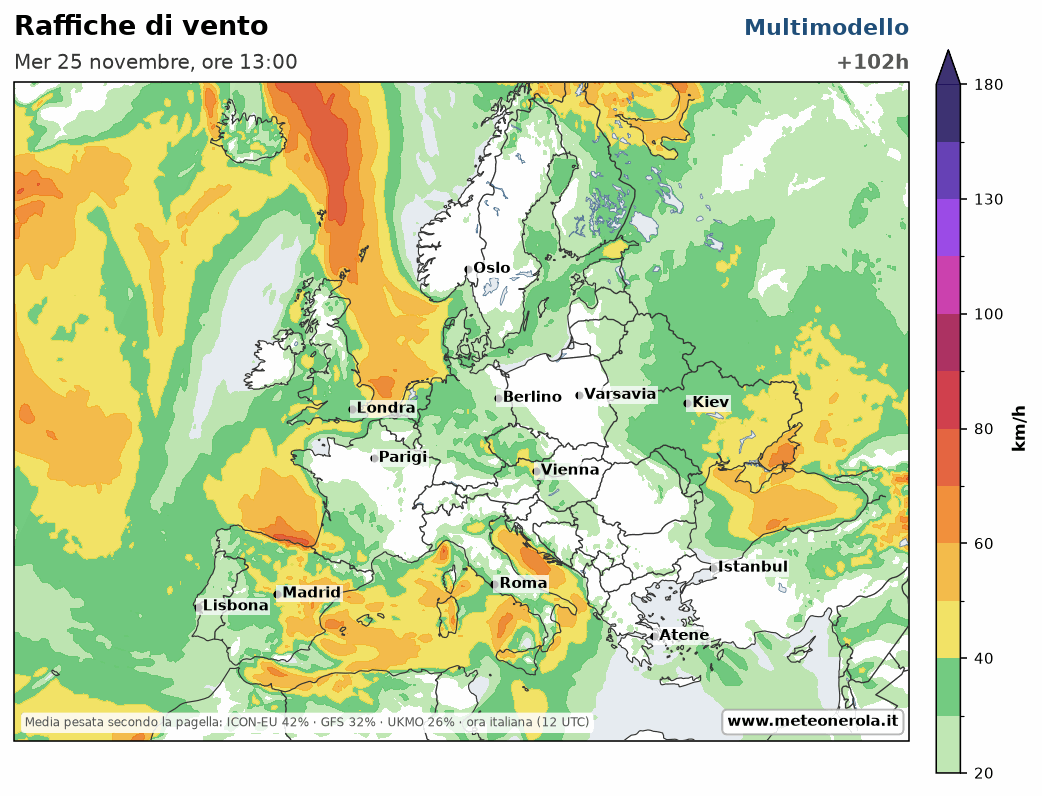 Raffiche di vento
Multimodello
Mer 25 novembre, ore 13:00
+102h
180
130
100
80
60
40
20
km/h
Oslo
Berlino
Varsavia
Kiev
Londra
Parigi
Vienna
Istanbul
Roma
Madrid
Lisbona
Atene
Media pesata secondo la pagella: ICON-EU 42% · GFS 32% · UKMO 26% · ora italiana (12 UTC)
www.meteonerola.it